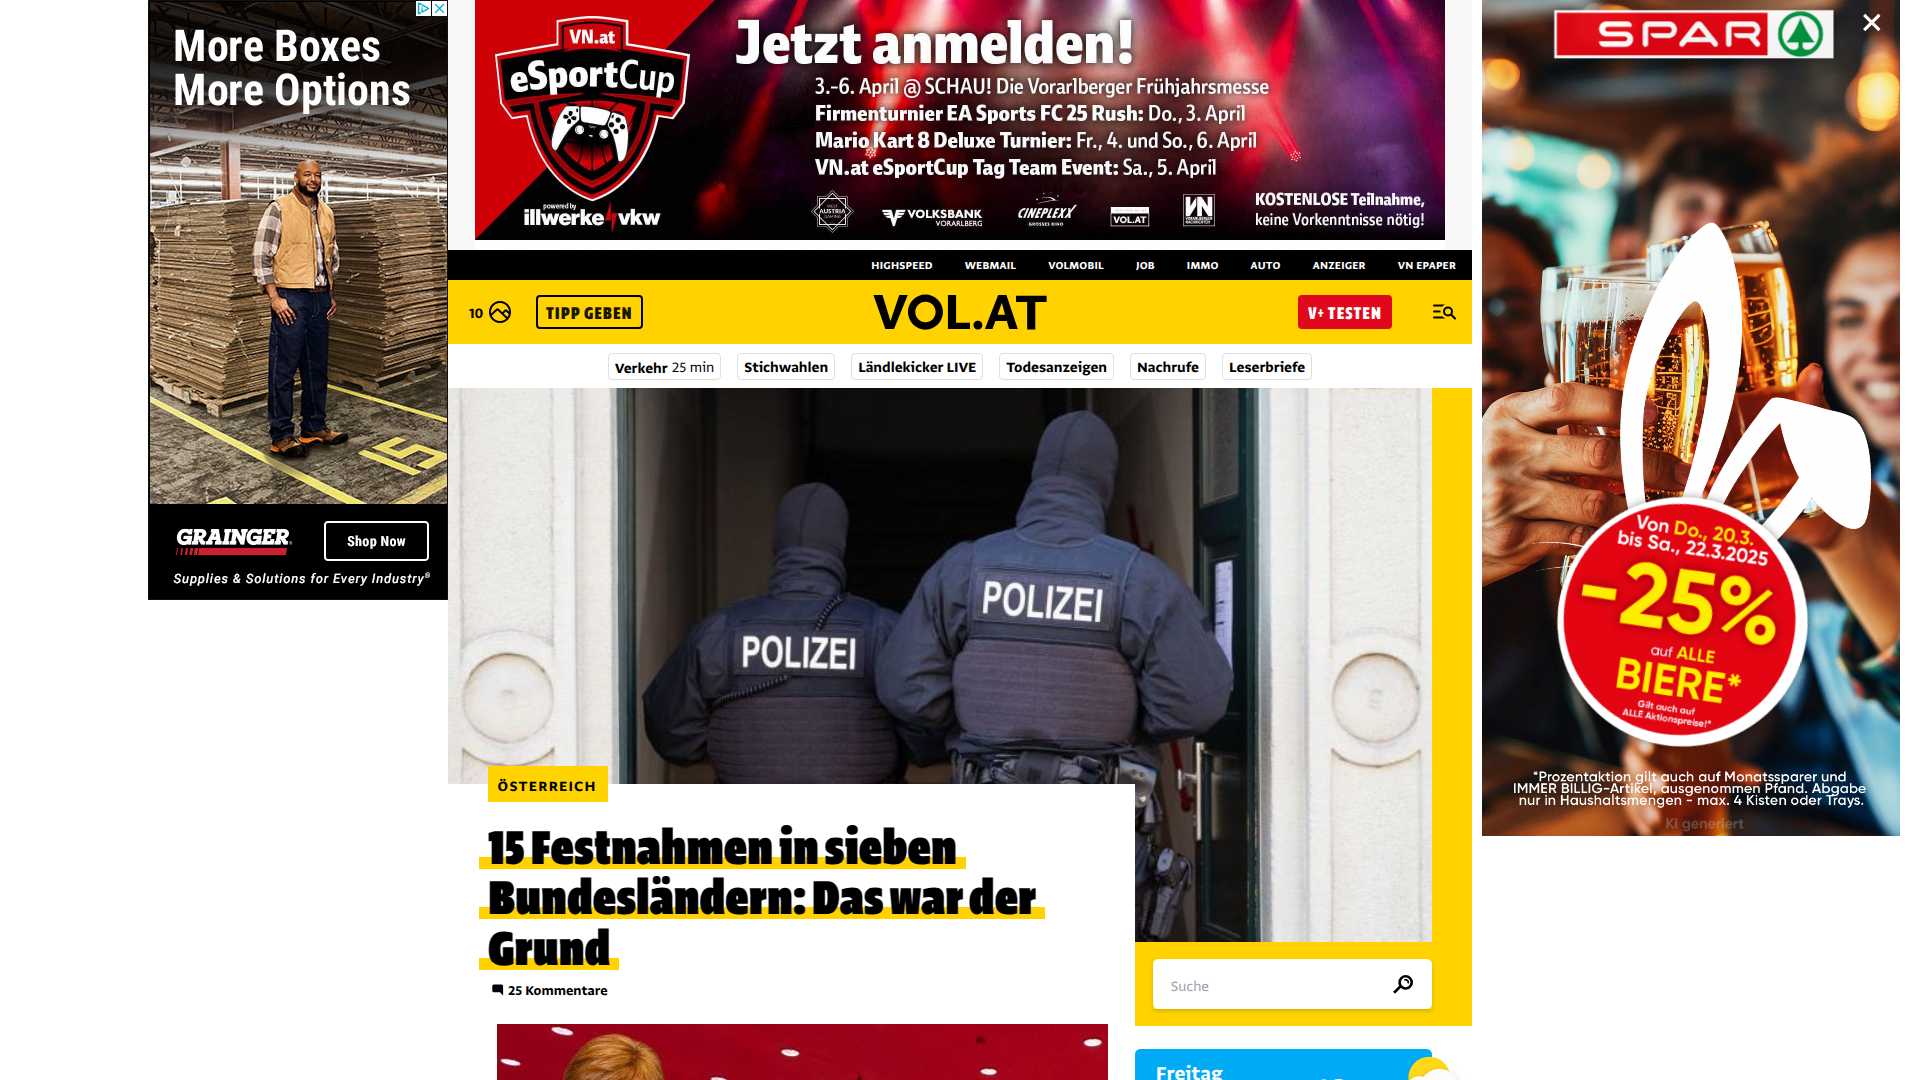 More Boxes
More Options
GRAINGER
Shop Now
Supplies & Solutions for Every Industry®
VN.at
eSportCup
powered by
illwerke vkw
Jetzt anmelden!
3.-6. April @ SCHAU! Die Vorarlberger Frühjahrsmesse
Firmenturnier EA Sports FC 25 Rush: Do., 3. April
Mario Kart 8 Deluxe Turnier: Fr., 4. und So., 6. April
VN.at eSportCup Tag Team Event: Sa., 5. April
AUSTRIA
VOLKSBANK
VORARLBERG
CINEPLEXX
VOL.AT
VN
KOSTENLOSE Teilnahme,
keine Vorkenntnisse nötig!
HIGHSPEED WEBMAIL VOLMOBIL JOB IMMO AUTO ANZEIGER VN EPAPER
10 TIPP GEBEN VOL.AT V+ TESTEN
Verkehr 25 min Stichwahlen Ländlekicker LIVE Todesanzeigen Nachrufe Leserbriefe
POLIZEI
POLIZEI
ÖSTERREICH
15 Festnahmen in sieben
Bundesländern: Das war der
Grund
25 Kommentare
Suche
Freitag
SPAR
Von Do., 20.3.
bis Sa., 22.3.2025
-25%
auf ALLE
BIERE*
Gilt auch auf
ALLE Aktionspreise!*
*Prozentaktion gilt auch auf Monatssparer und
IMMER BILLIG-Artikel, ausgenommen Pfand. Abgabe
nur in Haushaltsmengen - max. 4 Kisten oder Trays.
KI generiert
15